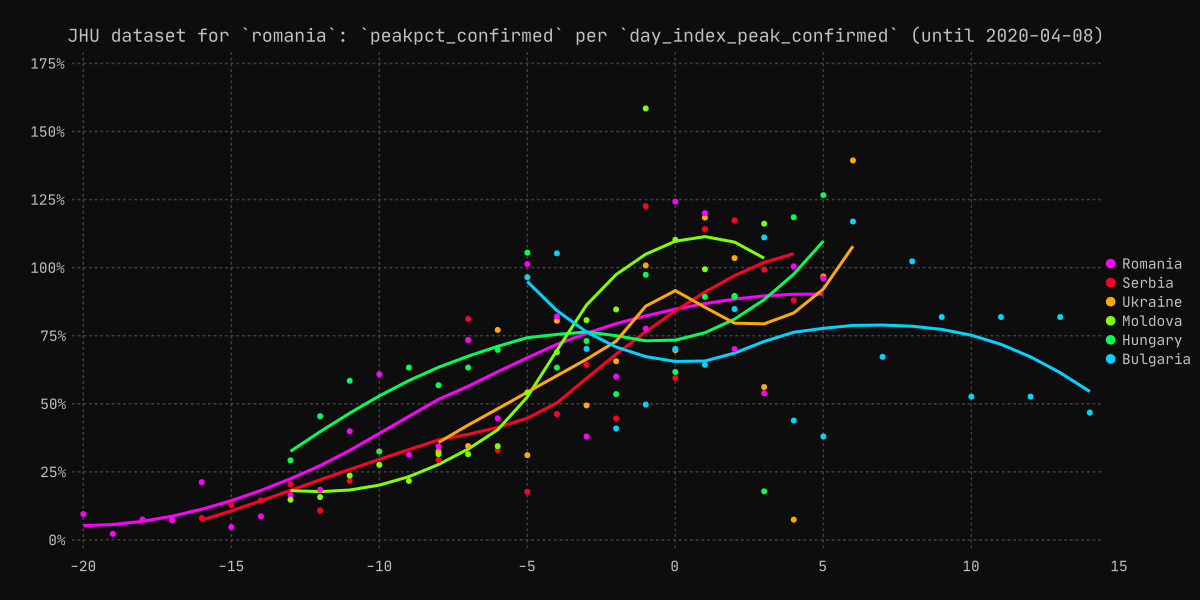 JHU dataset for `romania`: `peakpct_confirmed` per `day_index_peak_confirmed` (until 2020-04-08)
175%
150%
125%
100%
75%
50%
25%
0%
-20 -15 -10 -5 0 5 10 15
Romania
Serbia
Ukraine
Moldova
Hungary
Bulgaria